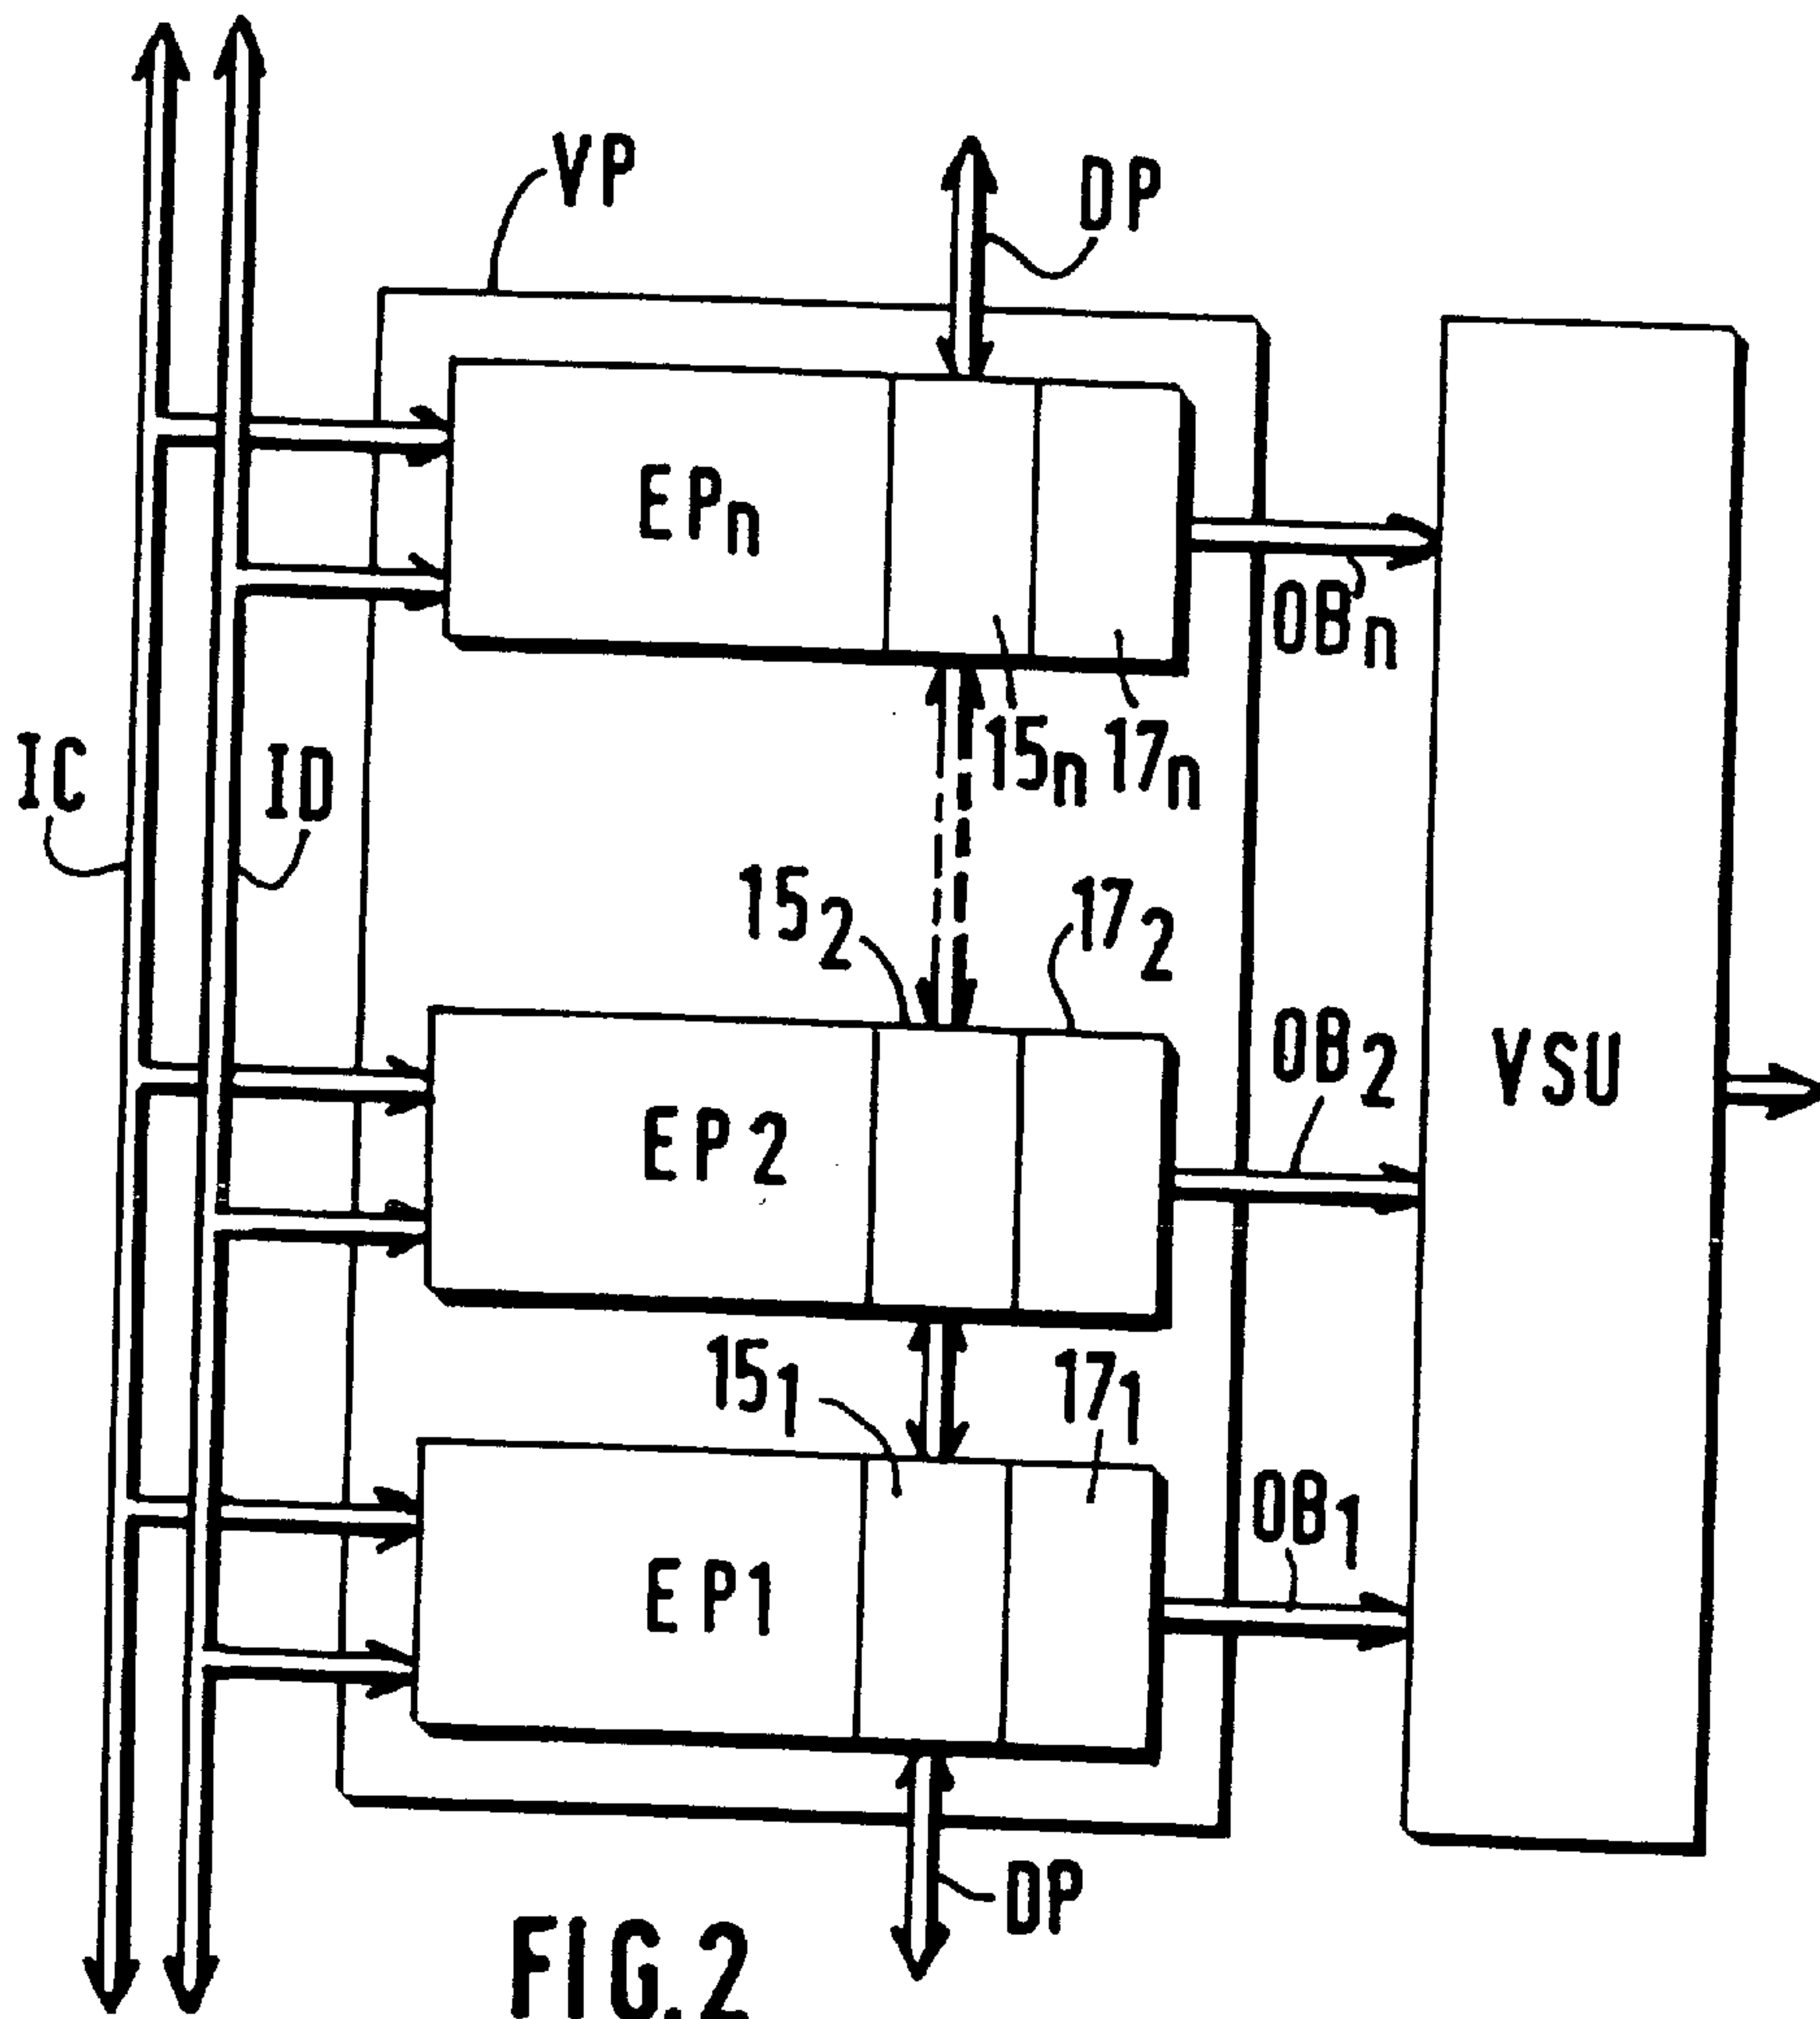 VP
DP
EPn
OBn
15n 17n
IC
ID
15₂
17₂
OB₂
VSU
EP2
15₁
17₁
OB₁
EP1
DP
FIG.2